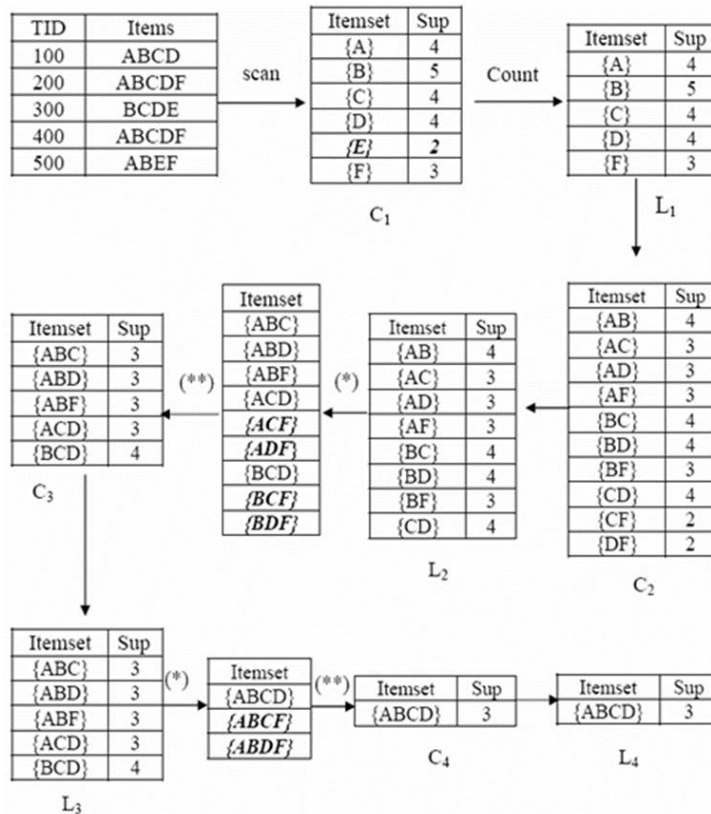 TID Items
100 ABCD
200 ABCDF
300 BCDE
400 ABCDF
500 ABEF
scan
Itemset Sup
{A} 4
{B} 5
{C} 4
{D} 4
{E} 2
{F} 3
C1
Count
Itemset Sup
{A} 4
{B} 5
{C} 4
{D} 4
{F} 3
L1
Itemset Sup
{ABC} 3
{ABD} 3
{ABF} 3
{ACD} 3
{BCD} 4
C3
(**)
Itemset
{ABC}
{ABD}
{ABF}
{ACD}
{ACF}
{ADF}
{BCD}
{BCF}
{BDF}
(*)
Itemset Sup
{AB} 4
{AC} 3
{AD} 3
{AF} 3
{BC} 4
{BD} 4
{BF} 3
{CD} 4
L2
Itemset Sup
{AB} 4
{AC} 3
{AD} 3
{AF} 3
{BC} 4
{BD} 4
{BF} 3
{CD} 4
{CF} 2
{DF} 2
C2
Itemset Sup
{ABC} 3
{ABD} 3
{ABF} 3
{ACD} 3
{BCD} 4
L3
(*)
Itemset
{ABCD}
{ABCF}
{ABDF}
(**)
Itemset Sup
{ABCD} 3
C4
Itemset Sup
{ABCD} 3
L4